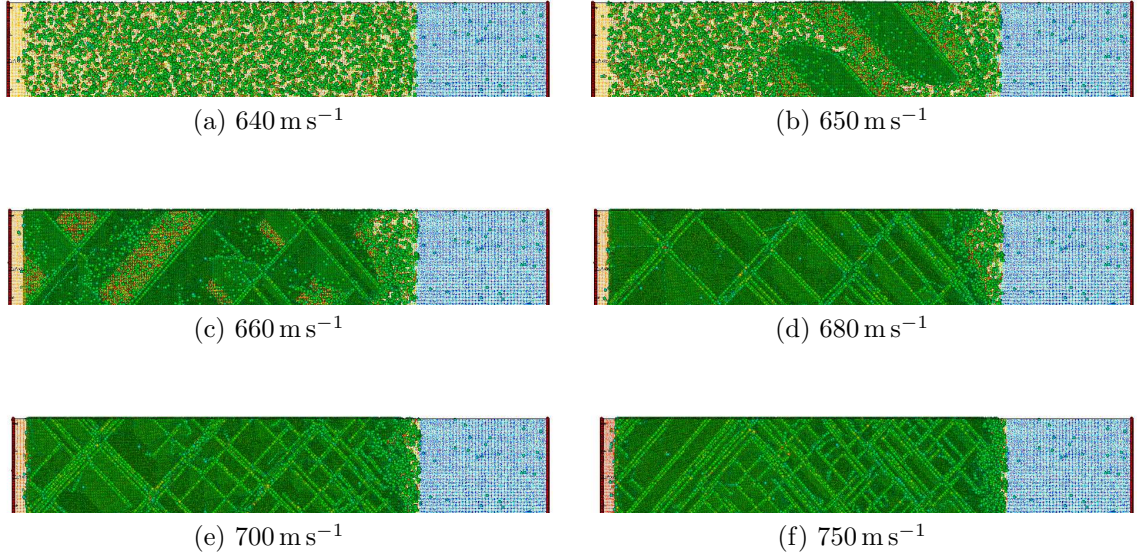 (a) 640 m s⁻¹
(b) 650 m s⁻¹
(c) 660 m s⁻¹
(d) 680 m s⁻¹
(e) 700 m s⁻¹
(f) 750 m s⁻¹